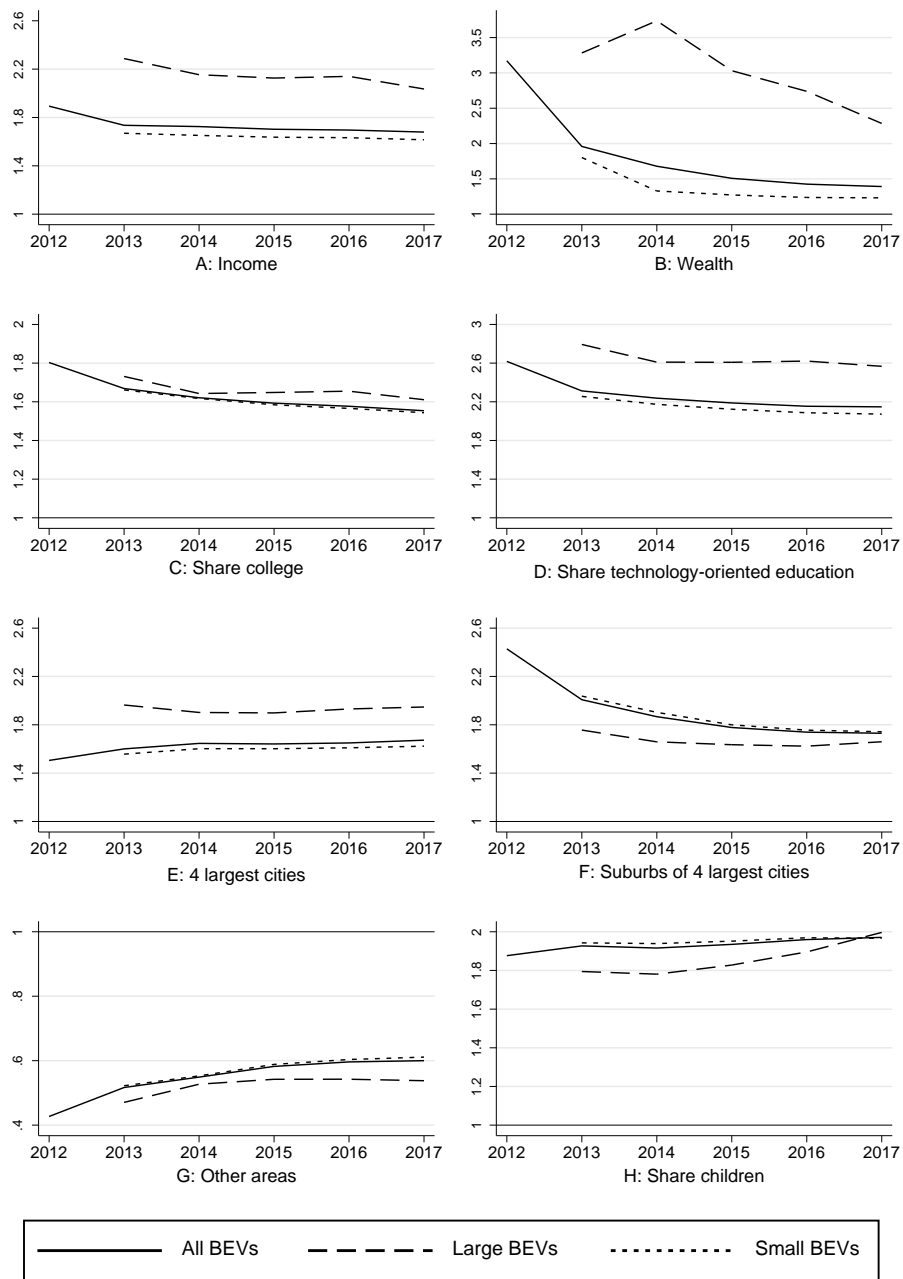 2.6
2.2
1.8
1.4
1
2012 2013 2014 2015 2016 2017
A: Income
3.5
3
2.5
2
1.5
1
2012 2013 2014 2015 2016 2017
B: Wealth
2
1.8
1.6
1.4
1.2
1
2012 2013 2014 2015 2016 2017
C: Share college
3
2.6
2.2
1.8
1.4
1
2012 2013 2014 2015 2016 2017
D: Share technology-oriented education
2.6
2.2
1.8
1.4
1
2012 2013 2014 2015 2016 2017
E: 4 largest cities
2.6
2.2
1.8
1.4
1
2012 2013 2014 2015 2016 2017
F: Suburbs of 4 largest cities
1
.8
.6
.4
2012 2013 2014 2015 2016 2017
G: Other areas
2
1.8
1.6
1.4
1.2
1
2012 2013 2014 2015 2016 2017
H: Share children
All BEVs Large BEVs Small BEVs